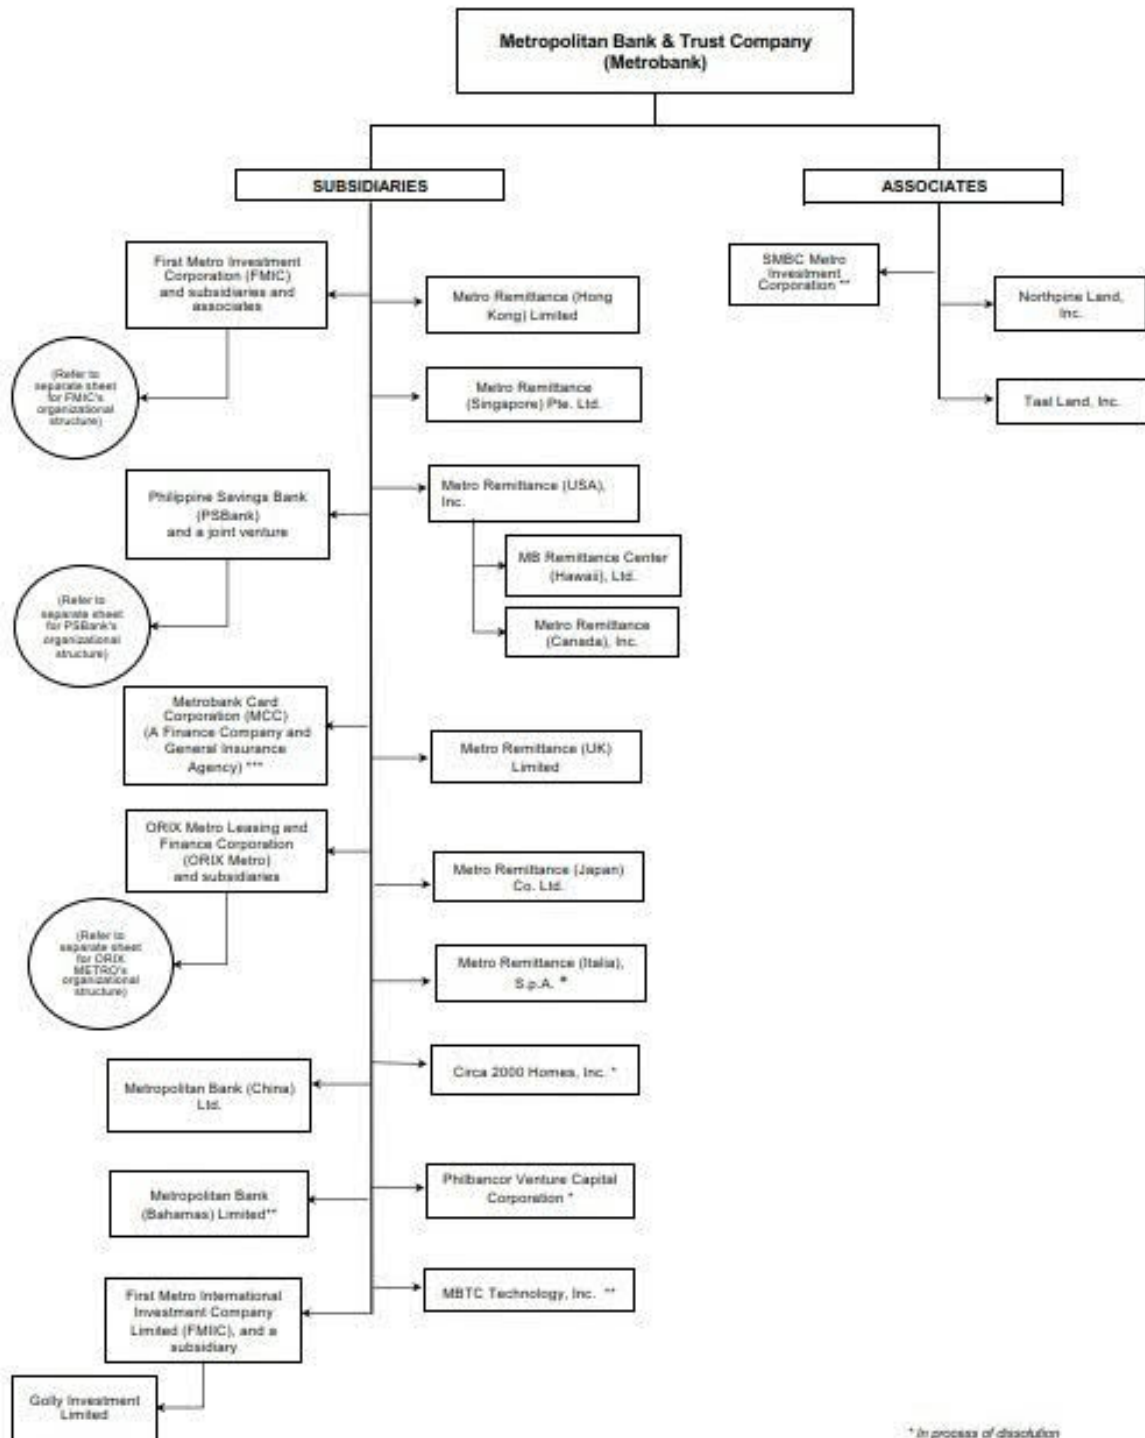 Metropolitan Bank & Trust Company
(Metrobank)
SUBSIDIARIES
ASSOCIATES
First Metro Investment
Corporation (FMIC)
and subsidiaries and
associates
(Refer to
separate sheet
for FMIC's
organizational
structure)
Philippine Savings Bank
(PSBank)
and a joint venture
(Refer to
separate sheet
for PSBank's
organizational
structure)
Metrobank Card
Corporation (MCC)
(A Finance Company and
General Insurance
Agency) ***
ORIX Metro Leasing and
Finance Corporation
(ORIX Metro)
and subsidiaries
(Refer to
separate sheet
for ORIX
METRO's
organizational
structure)
Metropolitan Bank (China)
Ltd.
Metropolitan Bank
(Bahamas) Limited**
First Metro International
Investment Company
Limited (FMIIC), and a
subsidiary
Golly Investment
Limited
Metro Remittance (Hong
Kong) Limited
Metro Remittance
(Singapore) Pte. Ltd.
Metro Remittance (USA),
Inc.
MB Remittance Center
(Hawaii), Ltd.
Metro Remittance
(Canada), Inc.
Metro Remittance (UK)
Limited
Metro Remittance (Japan)
Co. Ltd.
Metro Remittance (Italia),
S.p.A. *
Circa 2000 Homes, Inc. *
Philbancor Venture Capital
Corporation *
MBTC Technology, Inc. **
SMBC Metro
Investment
Corporation **
Northpine Land,
Inc.
Taal Land, Inc.
* In process of dissolution